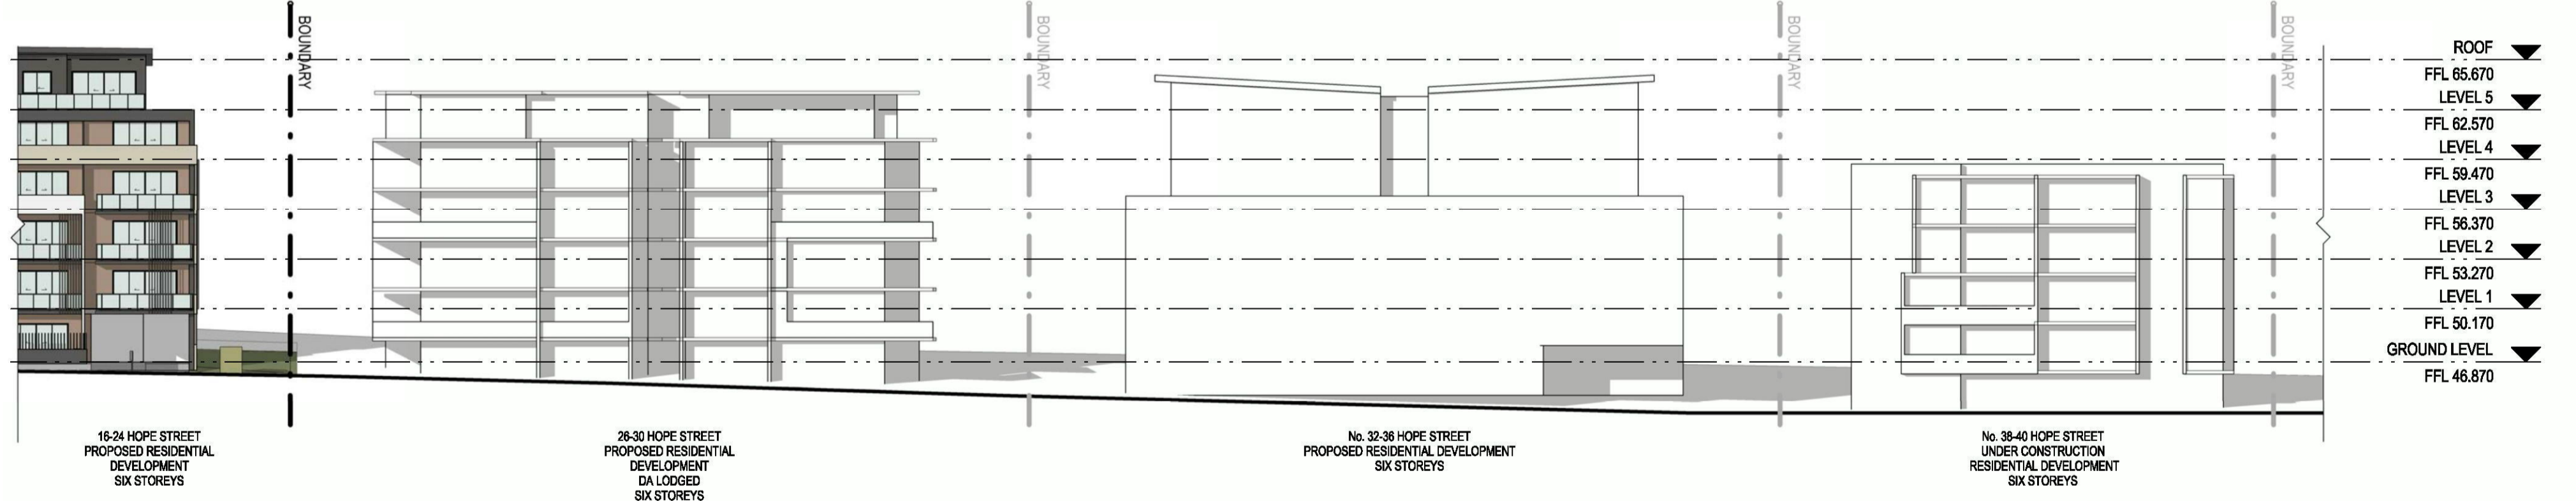 BOUNDARY
BOUNDARY
BOUNDARY
BOUNDARY
ROOF
FFL 65.670
LEVEL 5
FFL 62.570
LEVEL 4
FFL 59.470
LEVEL 3
FFL 56.370
LEVEL 2
FFL 53.270
LEVEL 1
FFL 50.170
GROUND LEVEL
FFL 46.870
16-24 HOPE STREET
PROPOSED RESIDENTIAL
DEVELOPMENT
SIX STOREYS
26-30 HOPE STREET
PROPOSED RESIDENTIAL
DEVELOPMENT
DA LODGED
SIX STOREYS
No. 32-36 HOPE STREET
PROPOSED RESIDENTIAL DEVELOPMENT
SIX STOREYS
No. 38-40 HOPE STREET
UNDER CONSTRUCTION
RESIDENTIAL DEVELOPMENT
SIX STOREYS